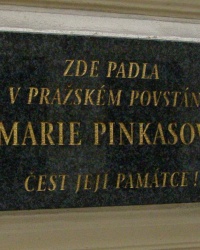 ZDE PADLA
V PRAŽSKÉM POVSTÁN
MARIE PINKASOV
ČEST JEJÍ PAMÁTCE!